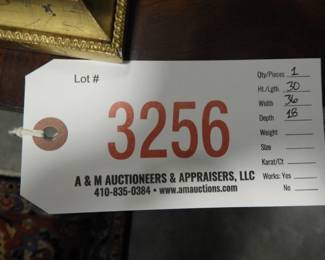 Lot #
3256
A & M AUCTIONEERS & APPRAISERS, LLC
410-835-0384 • www.amauctions.com
Qty/Pieces 1
Ht./Lgth 30
Width 36
Depth 18
Weight
Size
Karat/Ct
Works: Yes
No